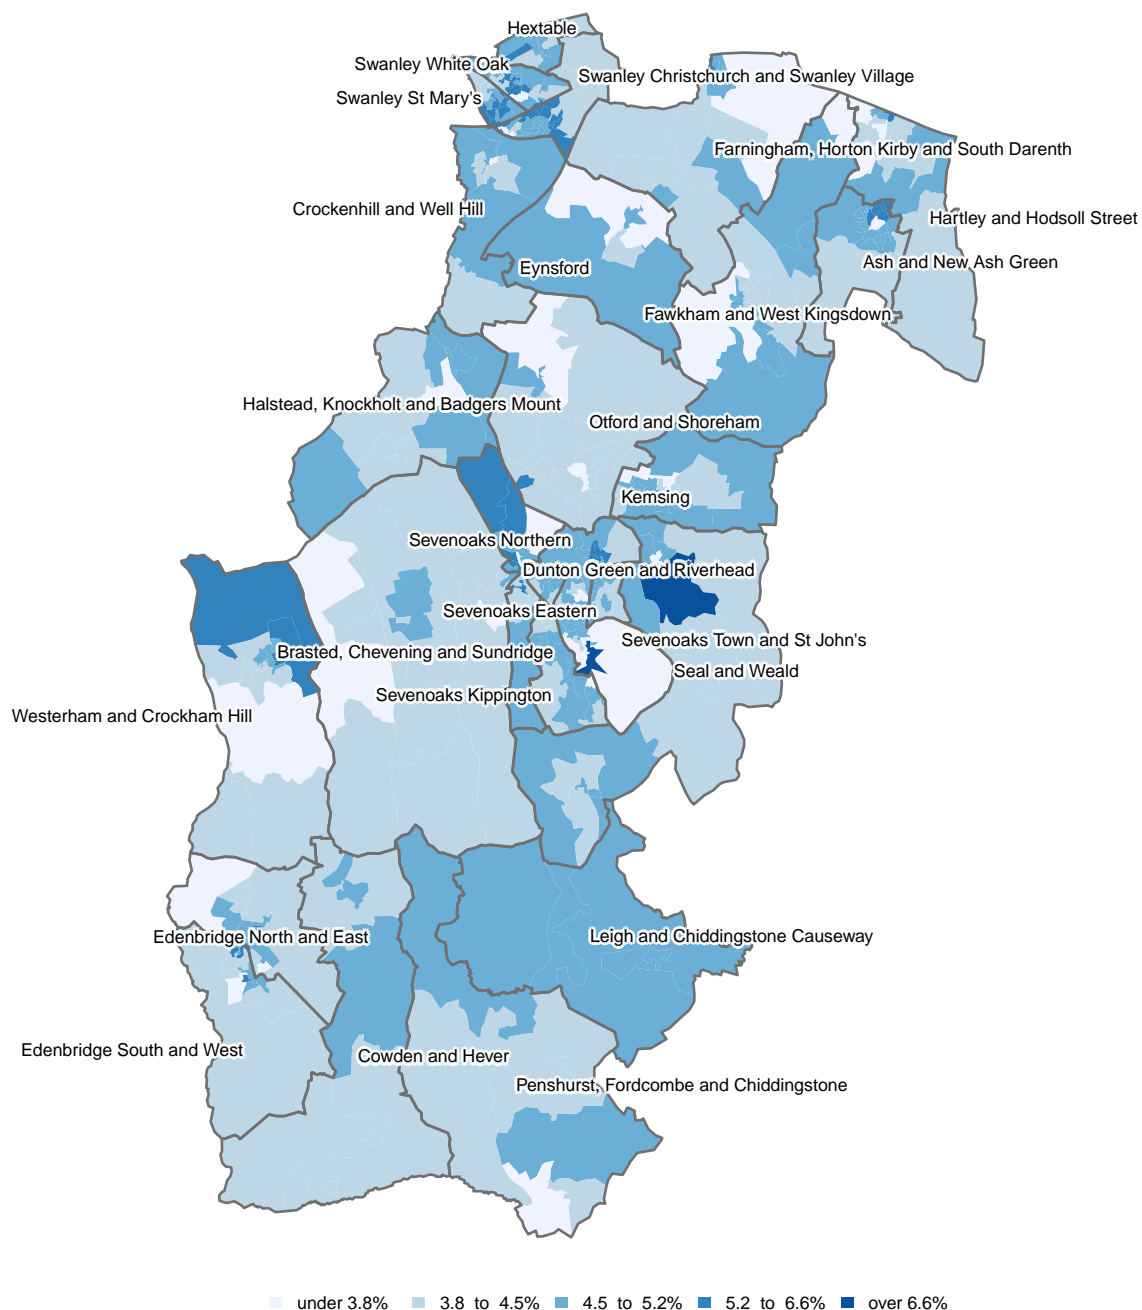 Hextable
Swanley White Oak
Swanley Christchurch and Swanley Village
Swanley St Mary's
Farningham, Horton Kirby and South Darenth
Crockenhill and Well Hill
Hartley and Hodsoll Street
Ash and New Ash Green
Eynsford
Fawkham and West Kingsdown
Halstead, Knockholt and Badgers Mount
Otford and Shoreham
Kemsing
Sevenoaks Northern
Dunton Green and Riverhead
Sevenoaks Eastern
Sevenoaks Town and St John's
Brasted, Chevening and Sundridge
Seal and Weald
Sevenoaks Kippington
Westerham and Crockham Hill
Edenbridge North and East
Leigh and Chiddingstone Causeway
Edenbridge South and West
Cowden and Hever
Penshurst, Fordcombe and Chiddingstone
under 3.8% 3.8 to 4.5% 4.5 to 5.2% 5.2 to 6.6% over 6.6%